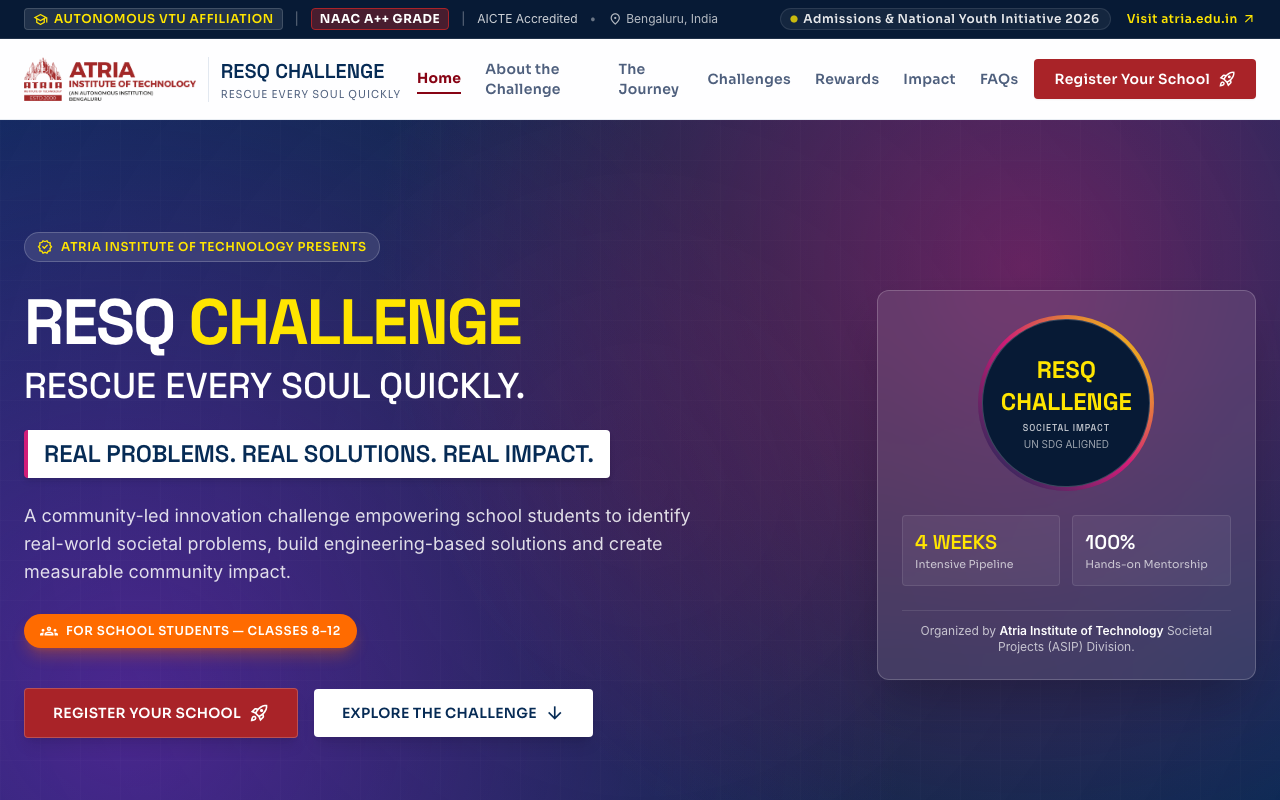 AUTONOMOUS VTU AFFILIATION | NAAC A++ GRADE | AICTE Accredited • Bengaluru, India
Admissions & National Youth Initiative 2026
Visit atria.edu.in
ATRIA
INSTITUTE OF TECHNOLOGY
(AN AUTONOMOUS INSTITUTION)
BENGALURU
RESQ CHALLENGE
RESCUE EVERY SOUL QUICKLY
Home
About the
Challenge
The
Journey
Challenges
Rewards
Impact
FAQs
Register Your School
ATRIA INSTITUTE OF TECHNOLOGY PRESENTS
RESQ CHALLENGE
RESCUE EVERY SOUL QUICKLY.
REAL PROBLEMS. REAL SOLUTIONS. REAL IMPACT.
A community-led innovation challenge empowering school students to identify
real-world societal problems, build engineering-based solutions and create
measurable community impact.
FOR SCHOOL STUDENTS — CLASSES 8–12
REGISTER YOUR SCHOOL
EXPLORE THE CHALLENGE
RESQ
CHALLENGE
SOCIETAL IMPACT
UN SDG ALIGNED
4 WEEKS
Intensive Pipeline
100%
Hands-on Mentorship
Organized by Atria Institute of Technology Societal
Projects (ASIP) Division.